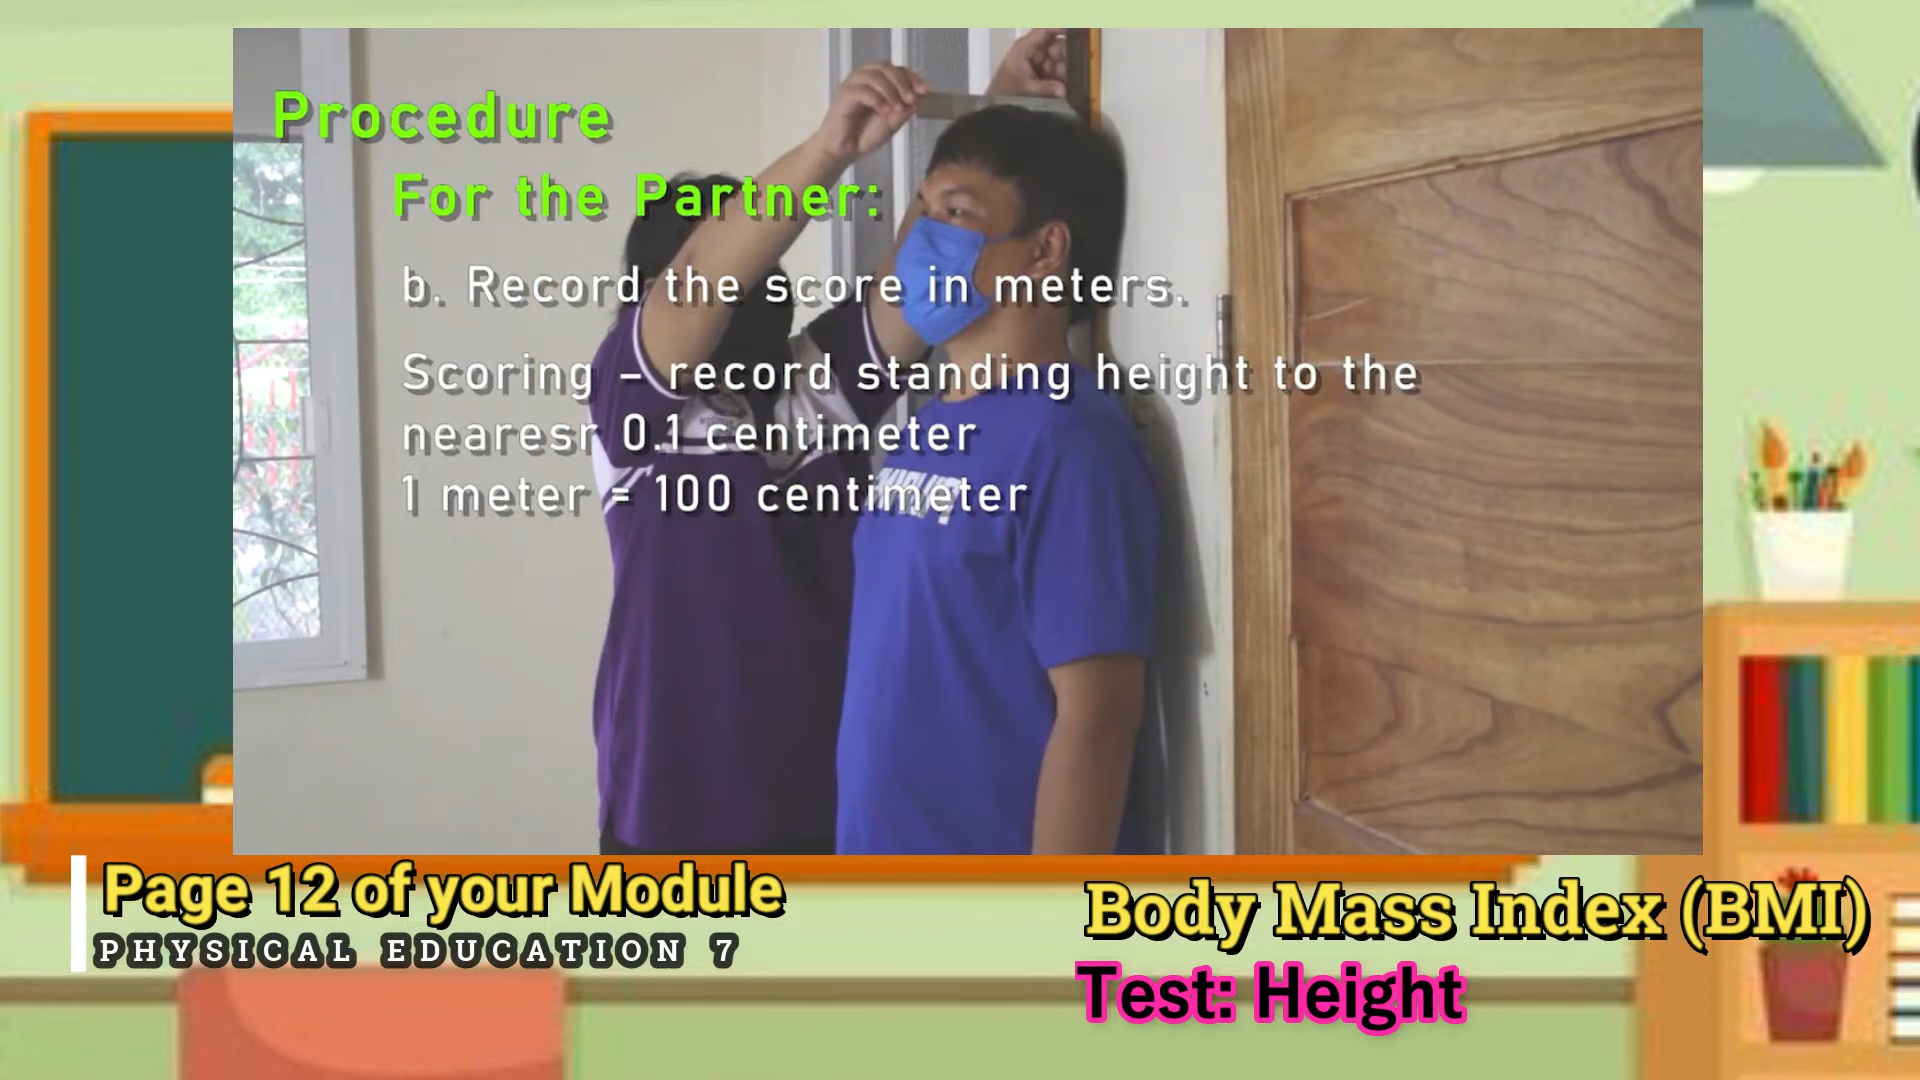 Procedure
For the Partner:
b. Record the score in meters.
Scoring – record standing height to the
nearesr 0.1 centimeter
1 meter = 100 centimeter
Page 12 of your Module
PHYSICAL EDUCATION 7
Body Mass Index (BMI)
Test: Height